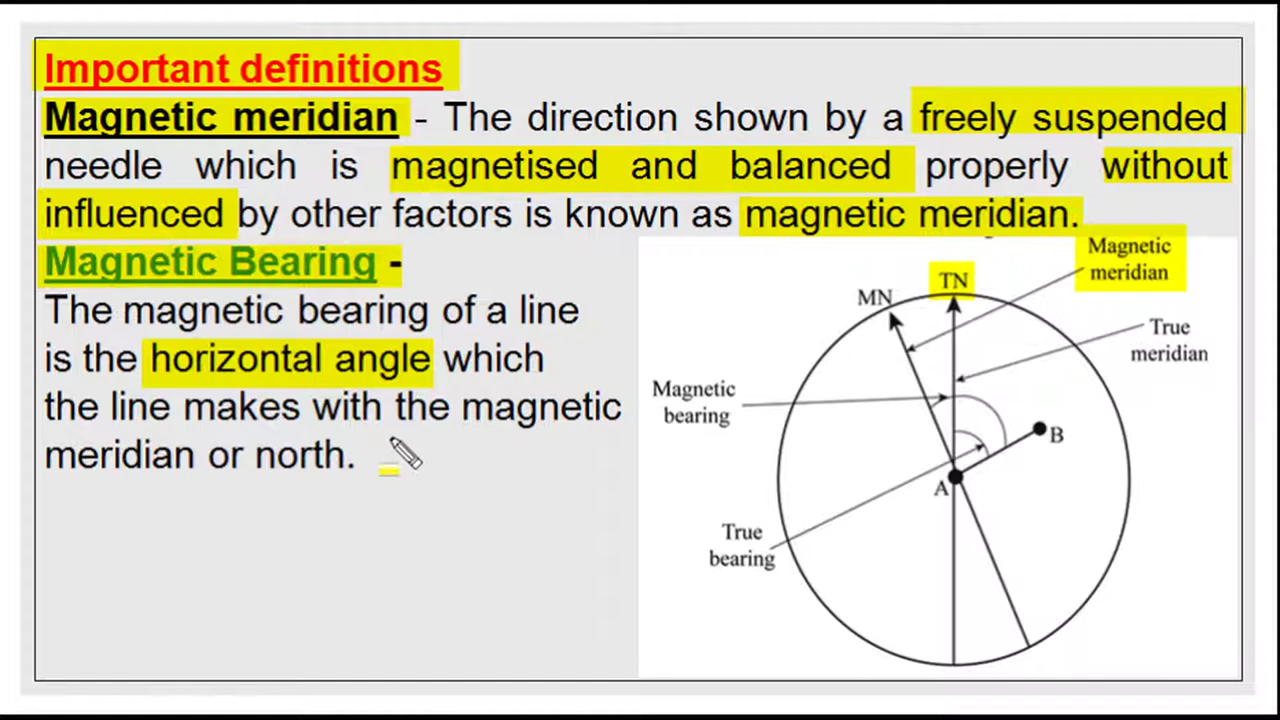 Important definitions
Magnetic meridian - The direction shown by a freely suspended
needle which is magnetised and balanced properly without
influenced by other factors is known as magnetic meridian.
Magnetic Bearing -
The magnetic bearing of a line
is the horizontal angle which
the line makes with the magnetic
meridian or north.
Magnetic
meridian
TN
MN
True
meridian
Magnetic
bearing
B
A
True
bearing